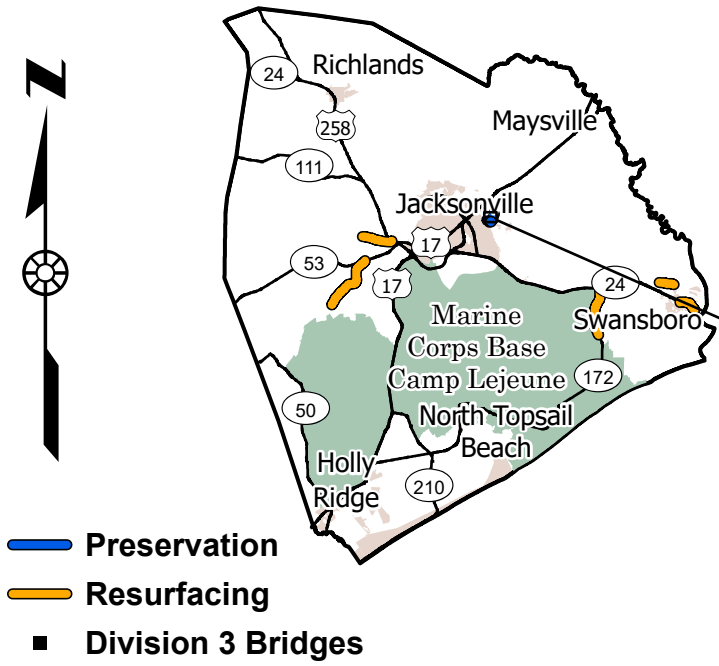 N
24
Richlands
258
Maysville
111
Jacksonville
17
53
17
24
Marine
Corps Base
Camp Lejeune
Swansboro
172
50
North Topsail
Beach
Holly
Ridge
210
Preservation
Resurfacing
Division 3 Bridges